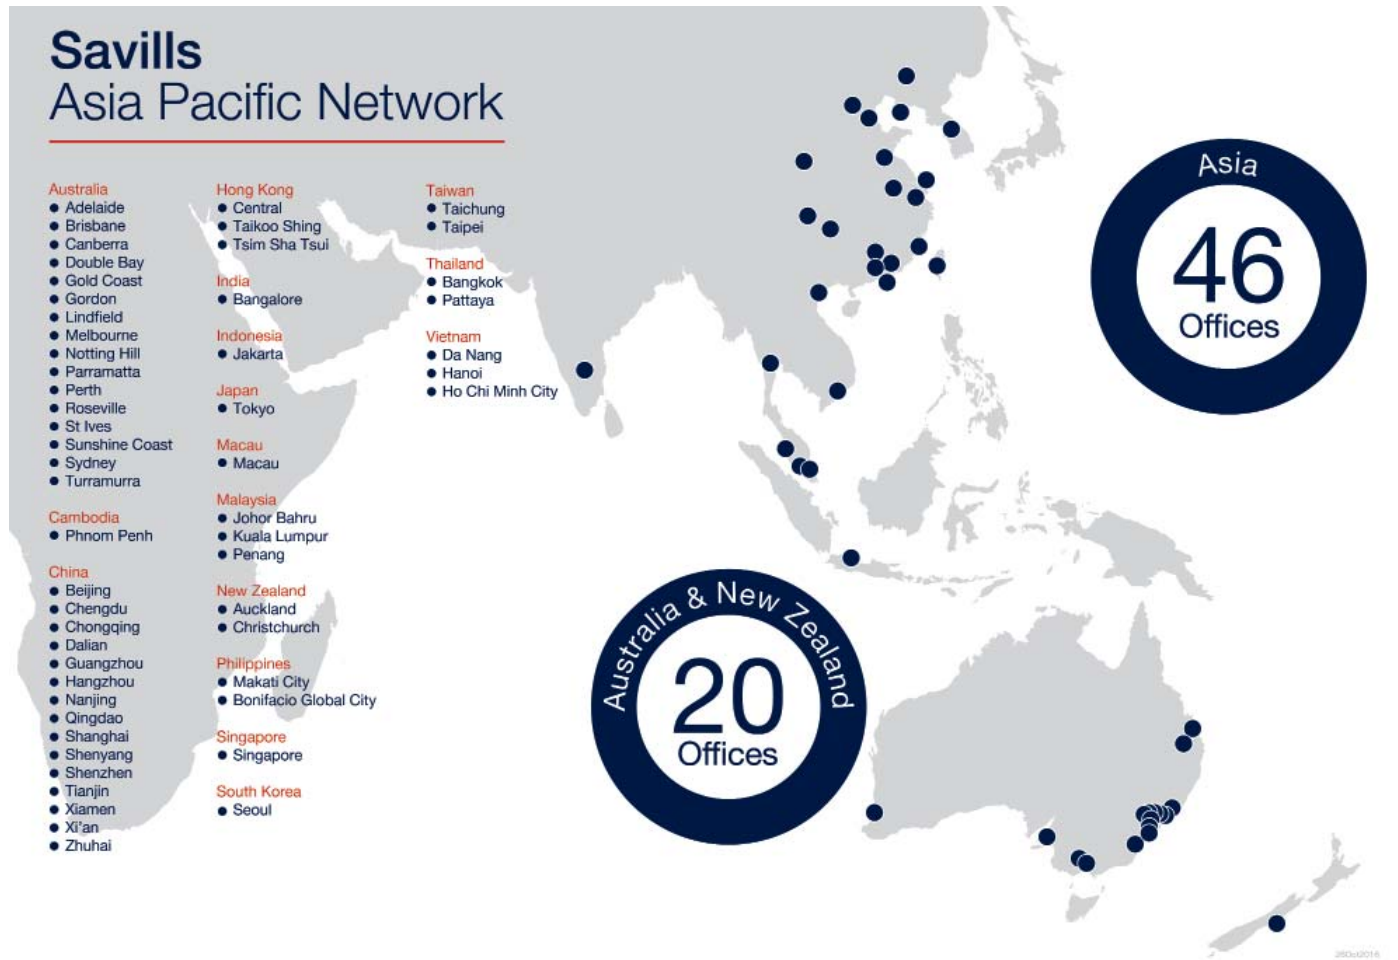 Savills
Asia Pacific Network
Australia
Adelaide
Brisbane
Canberra
Double Bay
Gold Coast
Gordon
Lindfield
Melbourne
Notting Hill
Parramatta
Perth
Roseville
St Ives
Sunshine Coast
Sydney
Turramurra
Cambodia
Phnom Penh
China
Beijing
Chengdu
Chongqing
Dalian
Guangzhou
Hangzhou
Nanjing
Qingdao
Shanghai
Shenyang
Shenzhen
Tianjin
Xiamen
Xi'an
Zhuhai
Hong Kong
Central
Taikoo Shing
Tsim Sha Tsui
India
Bangalore
Indonesia
Jakarta
Japan
Tokyo
Macau
Macau
Malaysia
Johor Bahru
Kuala Lumpur
Penang
New Zealand
Auckland
Christchurch
Philippines
Makati City
Bonifacio Global City
Singapore
Singapore
South Korea
Seoul
Taiwan
Taichung
Taipei
Thailand
Bangkok
Pattaya
Vietnam
Da Nang
Hanoi
Ho Chi Minh City
Asia
46
Offices
Australia & New Zealand
20
Offices